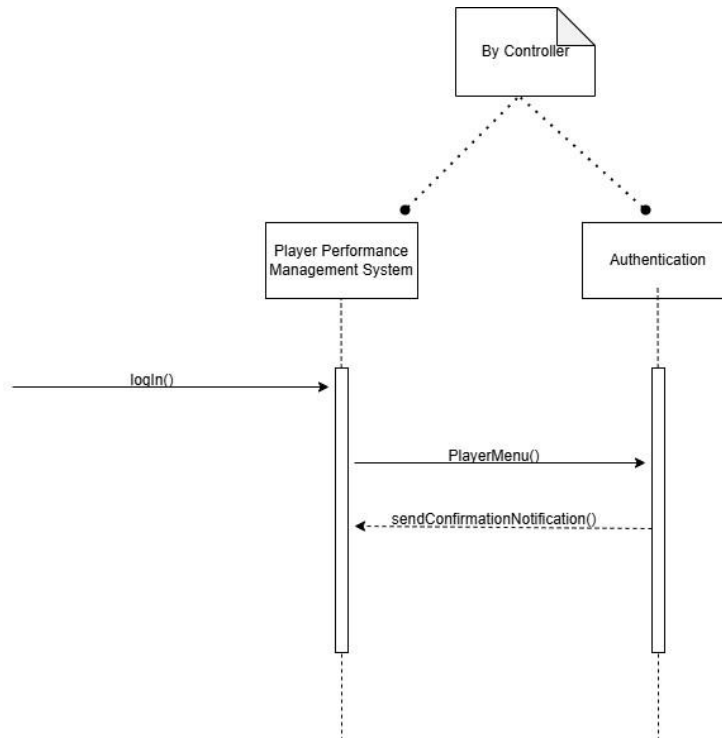 By Controller
Player Performance
Management System
Authentication
logIn()
PlayerMenu()
sendConfirmationNotification()